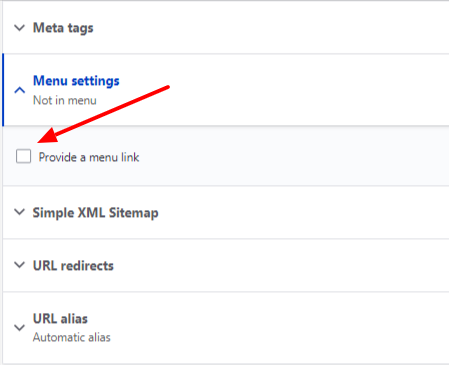 Meta tags
Menu settings
Not in menu
Provide a menu link
Simple XML Sitemap
URL redirects
URL alias
Automatic alias